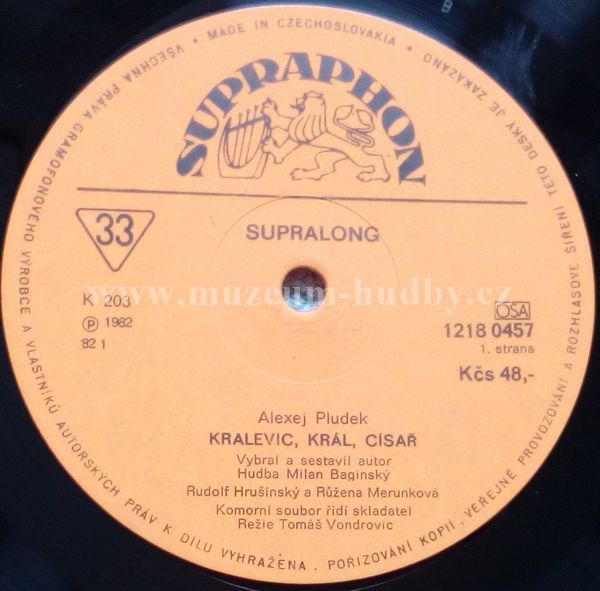 B
VŠECHNA PRÁVA GRAMOFONOVÉHO VÝROBCE A VLASTNÍKŮ AUTORSKÝCH PRÁV K DÍLU VYHRAŽENA . POŘIZOVÁNÍ KOPIÍ, VEŘEJNÉ PROVOZOVÁNÍ A ROZHLASOVÉ ŠÍŘENÍ TÉTO DESKY JE ZAKÁZÁNO
• MADE IN CZECHOSLOVAKIA •
SUPRAPHON
33
SUPRALONG
www.muzeum-hudby.cz
K 203
℗ 1982
82 1
OSA
1218 0457
1. strana
Kčs 48,-
Alexej Pludek
KRALEVIC, KRÁL, CÍSAŘ
Vybral a sestavil autor
Hudba Milan Baginský
Rudolf Hrušínský a Růžena Merunková
Komorní soubor řídí skladatel
Režie Tomáš Vondrovic